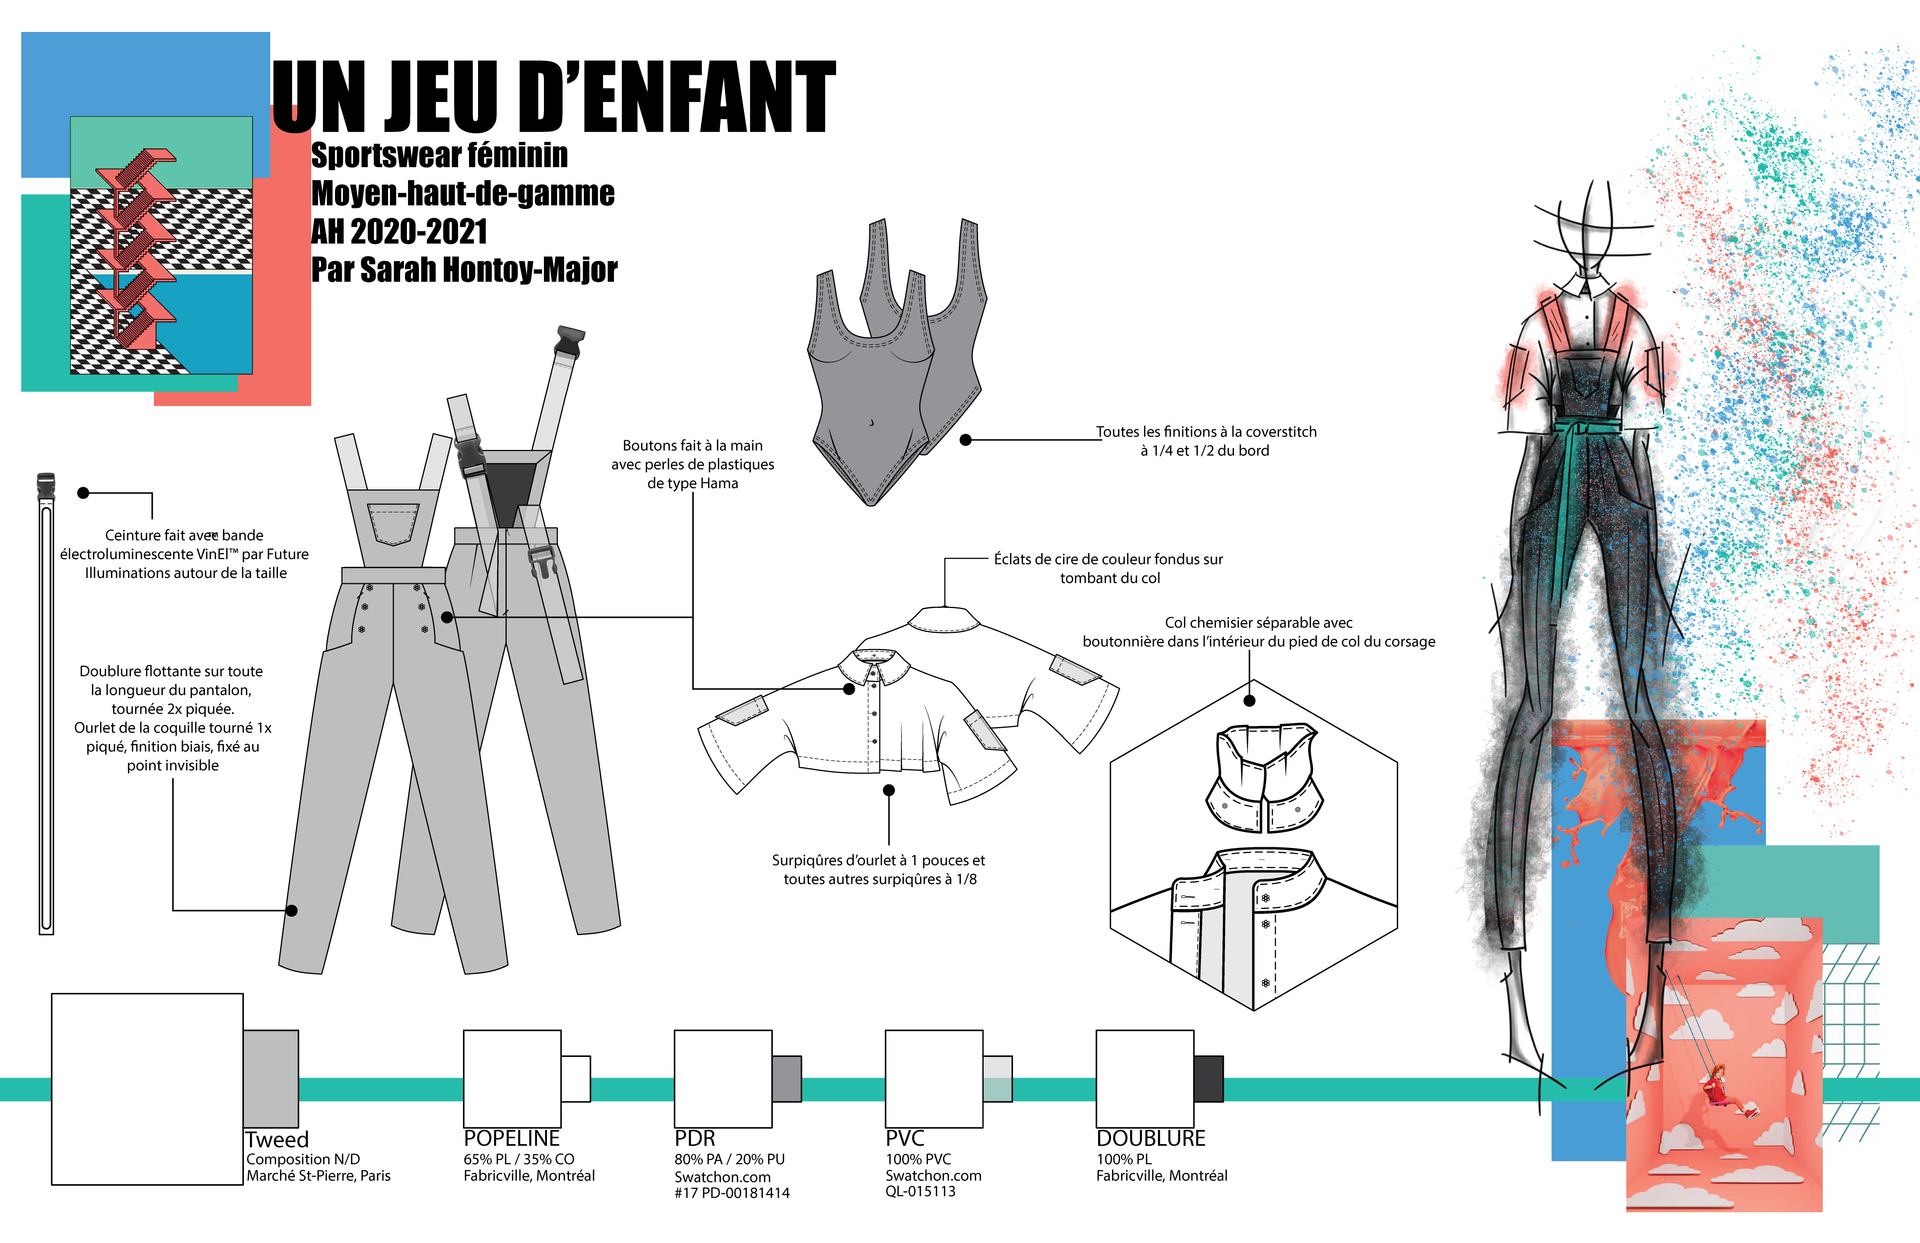 UN JEU D'ENFANT
Sportswear féminin
Moyen-haut-de-gamme
AH 2020-2021
Par Sarah Hontoy-Major
Toutes les finitions à la coverstitch
à 1/4 et 1/2 du bord
Boutons fait à la main
avec perles de plastiques
de type Hama
Ceinture fait avec bande
électroluminescente VinEl™ par Future
Illuminations autour de la taille
Éclats de cire de couleur fondus sur
tombant du col
Col chemisier séparable avec
boutonnière dans l'intérieur du pied de col du corsage
Doublure flottante sur toute
la longueur du pantalon,
tournée 2x piquée.
Ourlet de la coquille tourné 1x
piqué, finition biais, fixé au
point invisible
Surpiqûres d'ourlet à 1 pouces et
toutes autres surpiqûres à 1/8
Tweed
Composition N/D
Marché St-Pierre, Paris
POPELINE
65% PL / 35% CO
Fabricville, Montréal
PDR
80% PA / 20% PU
Swatchon.com
#17 PD-00181414
PVC
100% PVC
Swatchon.com
QL-015113
DOUBLURE
100% PL
Fabricville, Montréal